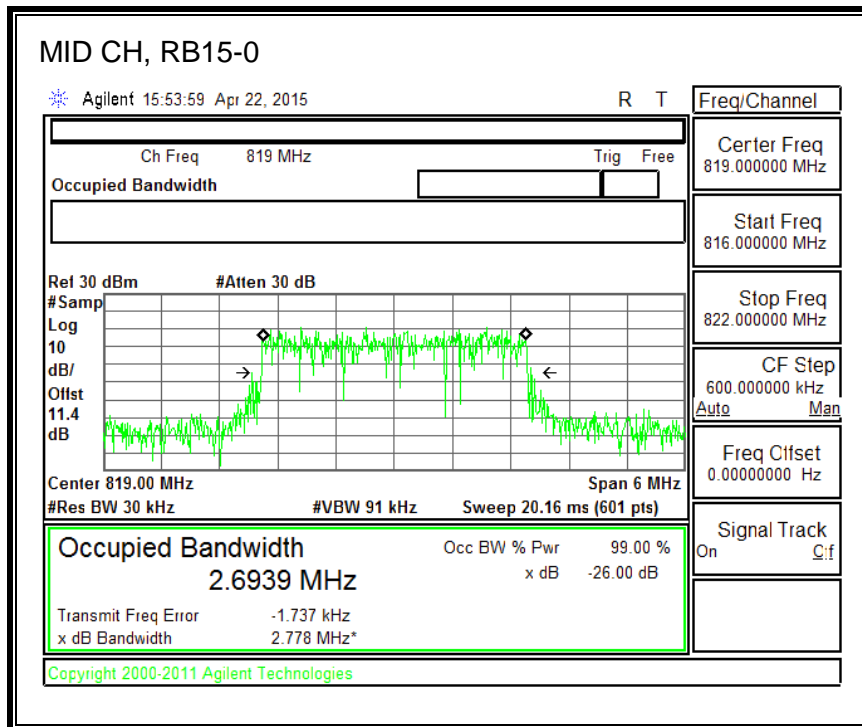 MID CH, RB15-0
Agilent 15:53:59 Apr 22, 2015 R T
Freq/Channel
Ch Freq 819 MHz Trig Free
Occupied Bandwidth
Center Freq
819.000000 MHz
Start Freq
816.000000 MHz
Stop Freq
822.000000 MHz
CF Step
600.000000 kHz
Auto Man
Freq Offset
0.00000000 Hz
Signal Track
On Off
Ref 30 dBm #Atten 30 dB
#Samp
Log
10
dB/
Offst
11.4
dB
Center 819.00 MHz Span 6 MHz
#Res BW 30 kHz #VBW 91 kHz Sweep 20.16 ms (601 pts)
Occupied Bandwidth Occ BW % Pwr 99.00 %
2.6939 MHz x dB -26.00 dB
Transmit Freq Error -1.737 kHz
x dB Bandwidth 2.778 MHz*
Copyright 2000-2011 Agilent Technologies